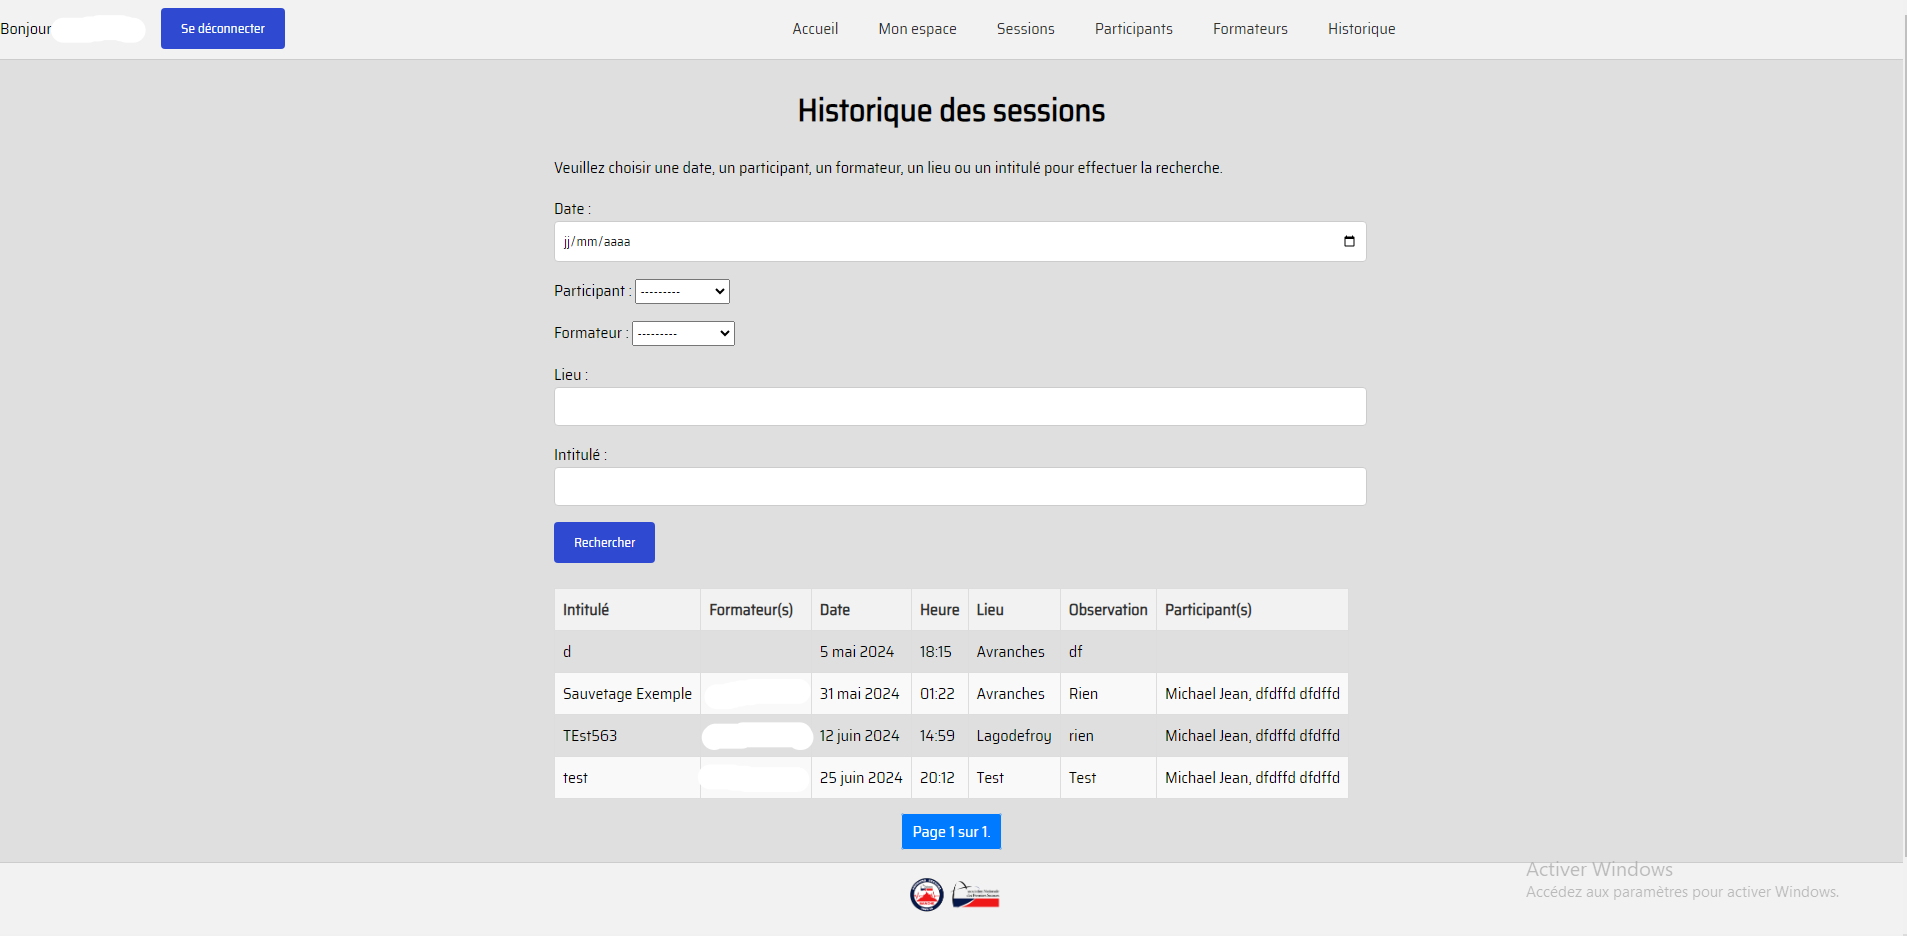 Bonjour Se déconnecter Accueil Mon espace Sessions Participants Formateurs Historique
Historique des sessions
Veuillez choisir une date, un participant, un formateur, un lieu ou un intitulé pour effectuer la recherche.
Date :
jj/mm/aaaa
Participant : ---------
Formateur : ---------
Lieu :
Intitulé :
Rechercher
Intitulé Formateur(s) Date Heure Lieu Observation Participant(s)
d 5 mai 2024 18:15 Avranches df
Sauvetage Exemple 31 mai 2024 01:22 Avranches Rien Michael Jean, dfdffd dfdffd
TEst563 12 juin 2024 14:59 Lagodefroy rien Michael Jean, dfdffd dfdffd
test 25 juin 2024 20:12 Test Test Michael Jean, dfdffd dfdffd
Page 1 sur 1.
Activer Windows
Accédez aux paramètres pour activer Windows.